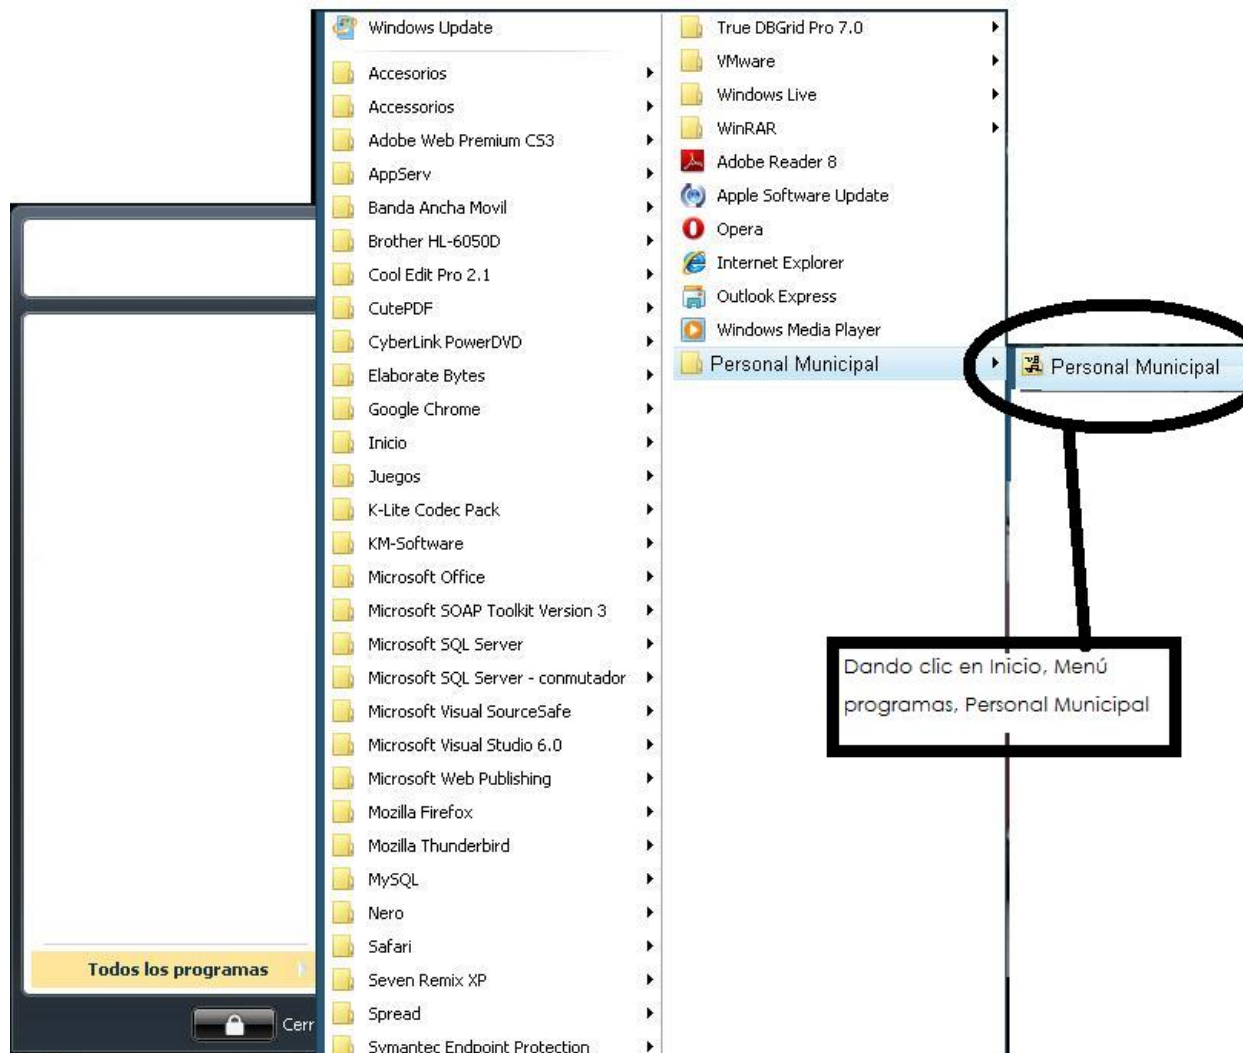 Windows Update
Accesorios
Accessorios
Adobe Web Premium CS3
AppServ
Banda Ancha Movil
Brother HL-6050D
Cool Edit Pro 2.1
CutePDF
CyberLink PowerDVD
Elaborate Bytes
Google Chrome
Inicio
Juegos
K-Lite Codec Pack
KM-Software
Microsoft Office
Microsoft SOAP Toolkit Version 3
Microsoft SQL Server
Microsoft SQL Server - conmutador
Microsoft Visual SourceSafe
Microsoft Visual Studio 6.0
Microsoft Web Publishing
Mozilla Firefox
Mozilla Thunderbird
MySQL
Nero
Safari
Seven Remix XP
Spread
Symantec Endpoint Protection
True DBGrid Pro 7.0
VMware
Windows Live
WinRAR
Adobe Reader 8
Apple Software Update
Opera
Internet Explorer
Outlook Express
Windows Media Player
Personal Municipal
Personal Municipal
Dando clic en Inicio, Menú
programas, Personal Municipal
Todos los programas
Cerr